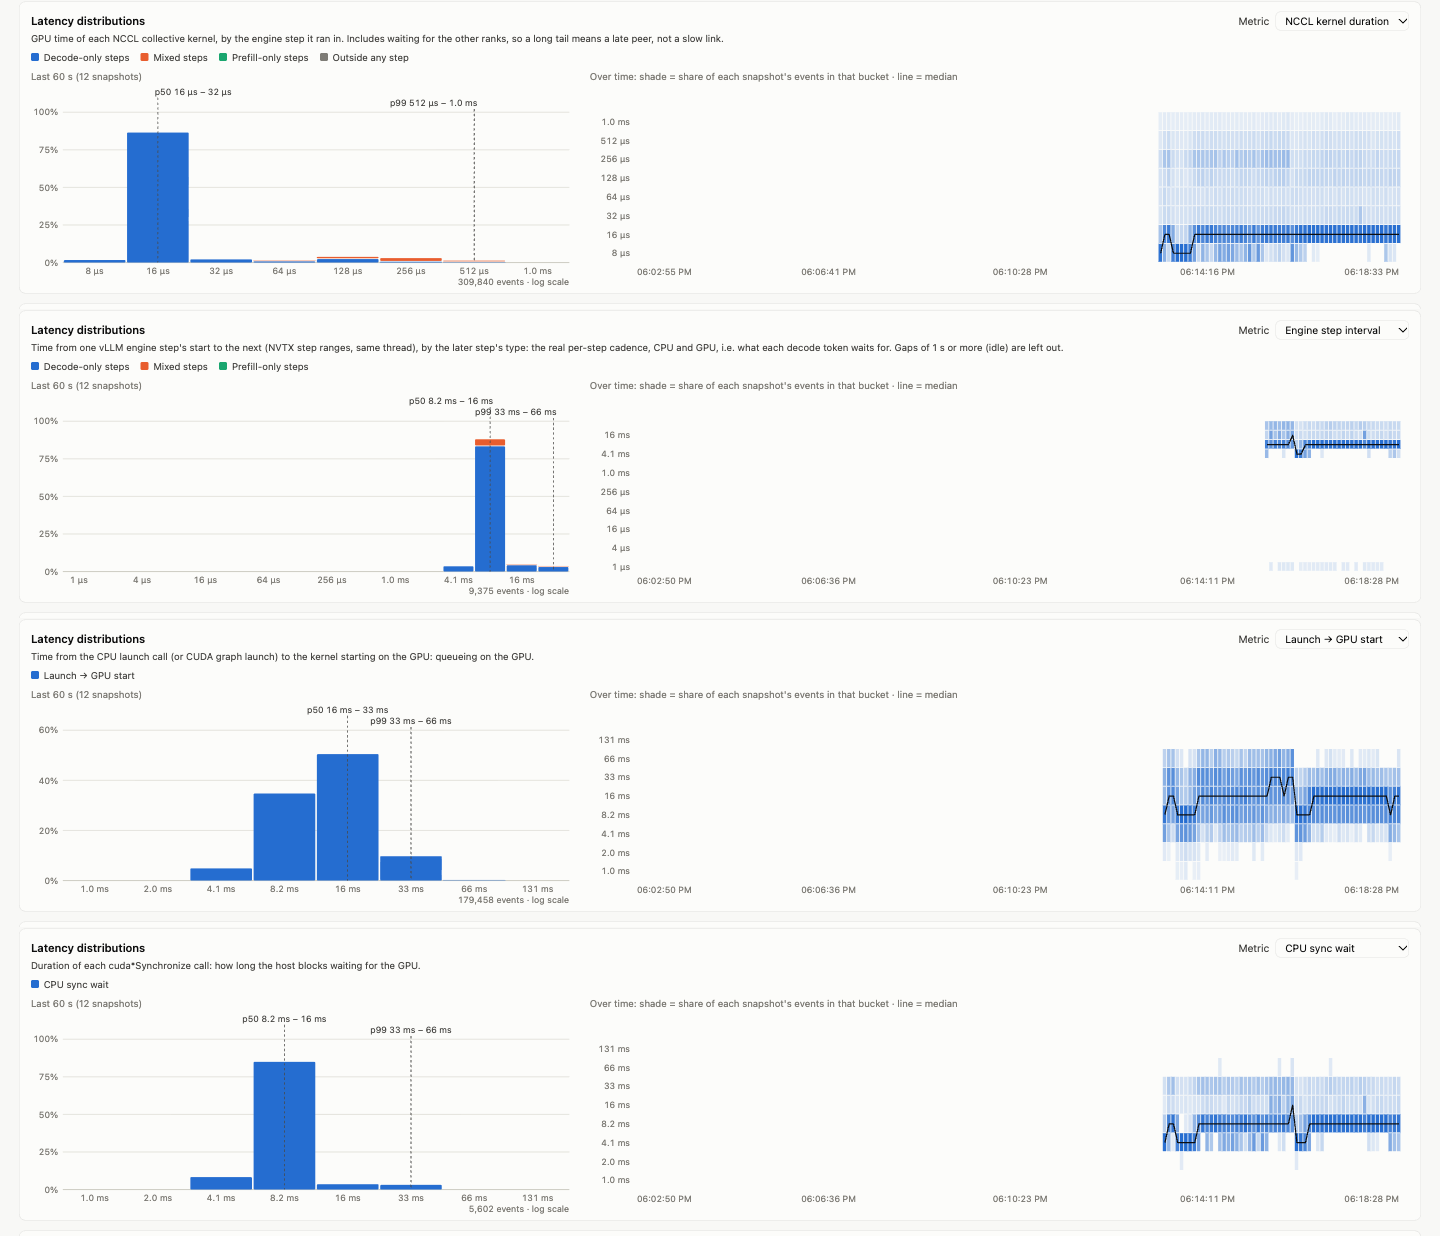 Latency distributions
Metric NCCL kernel duration
GPU time of each NCCL collective kernel, by the engine step it ran in. Includes waiting for the other ranks, so a long tail means a late peer, not a slow link.
Decode-only steps Mixed steps Prefill-only steps Outside any step
Last 60 s (12 snapshots)
p50 16 µs – 32 µs
p99 512 µs – 1.0 ms
100%
75%
50%
25%
0%
8 µs 16 µs 32 µs 64 µs 128 µs 256 µs 512 µs 1.0 ms
309,840 events · log scale
Over time: shade = share of each snapshot's events in that bucket · line = median
1.0 ms
512 µs
256 µs
128 µs
64 µs
32 µs
16 µs
8 µs
06:02:55 PM 06:06:41 PM 06:10:28 PM 06:14:16 PM 06:18:33 PM
Latency distributions
Metric Engine step interval
Time from one vLLM engine step's start to the next (NVTX step ranges, same thread), by the later step's type: the real per-step cadence, CPU and GPU, i.e. what each decode token waits for. Gaps of 1 s or more (idle) are left out.
Decode-only steps Mixed steps Prefill-only steps
Last 60 s (12 snapshots)
p50 8.2 ms – 16 ms
p99 33 ms – 66 ms
100%
75%
50%
25%
0%
1 µs 4 µs 16 µs 64 µs 256 µs 1.0 ms 4.1 ms 16 ms
9,375 events · log scale
Over time: shade = share of each snapshot's events in that bucket · line = median
16 ms
4.1 ms
1.0 ms
256 µs
64 µs
16 µs
4 µs
1 µs
06:02:50 PM 06:06:36 PM 06:10:23 PM 06:14:11 PM 06:18:28 PM
Latency distributions
Metric Launch → GPU start
Time from the CPU launch call (or CUDA graph launch) to the kernel starting on the GPU: queueing on the GPU.
Launch → GPU start
Last 60 s (12 snapshots)
p50 16 ms – 33 ms
p99 33 ms – 66 ms
60%
40%
20%
0%
1.0 ms 2.0 ms 4.1 ms 8.2 ms 16 ms 33 ms 66 ms 131 ms
179,458 events · log scale
Over time: shade = share of each snapshot's events in that bucket · line = median
131 ms
66 ms
33 ms
16 ms
8.2 ms
4.1 ms
2.0 ms
1.0 ms
06:02:50 PM 06:06:36 PM 06:10:23 PM 06:14:11 PM 06:18:28 PM
Latency distributions
Metric CPU sync wait
Duration of each cuda*Synchronize call: how long the host blocks waiting for the GPU.
CPU sync wait
Last 60 s (12 snapshots)
p50 8.2 ms – 16 ms
p99 33 ms – 66 ms
100%
75%
50%
25%
0%
1.0 ms 2.0 ms 4.1 ms 8.2 ms 16 ms 33 ms 66 ms 131 ms
5,602 events · log scale
Over time: shade = share of each snapshot's events in that bucket · line = median
131 ms
66 ms
33 ms
16 ms
8.2 ms
4.1 ms
2.0 ms
1.0 ms
06:02:50 PM 06:06:36 PM 06:10:23 PM 06:14:11 PM 06:18:28 PM